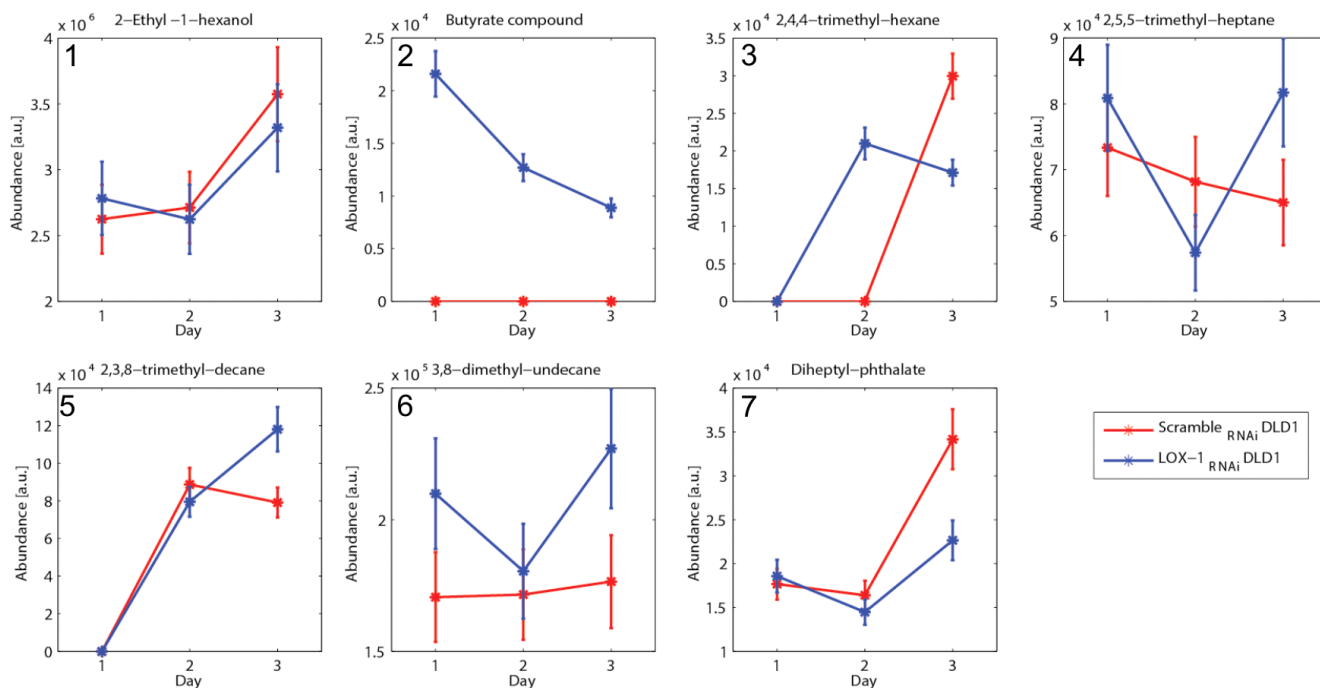 2−Ethyl −1−hexanol
x 10^6
1
4
3.5
3
2.5
2
Abundance [a.u.]
1 2 3
Day
Butyrate compound
x 10^4
2
2.5
2.0
1.5
1
0.5
0
Abundance [a.u.]
1 2 3
Day
x 10^4 2,4,4−trimethyl−hexane
3
3.5
3
2.5
2
1.5
1
0.5
0
Abundance [a.u.]
1 2 3
Day
x 10^4 2,5,5−trimethyl−heptane
4
9
8
7
6
5
Abundance [a.u.]
1 2 3
Day
x 10^4 2,3,8−trimethyl−decane
5
14
12
10
8
6
4
2
0
Abundance [a.u.]
1 2 3
Day
x 10^5 3,8−dimethyl−undecane
6
2.5
2
1.5
Abundance [a.u.]
1 2 3
Day
Diheptyl−phthalate
x 10^4
7
4
3.5
3
2.5
2
1.5
1
Abundance [a.u.]
1 2 3
Day
Scramble RNAi DLD1
LOX−1 RNAi DLD1